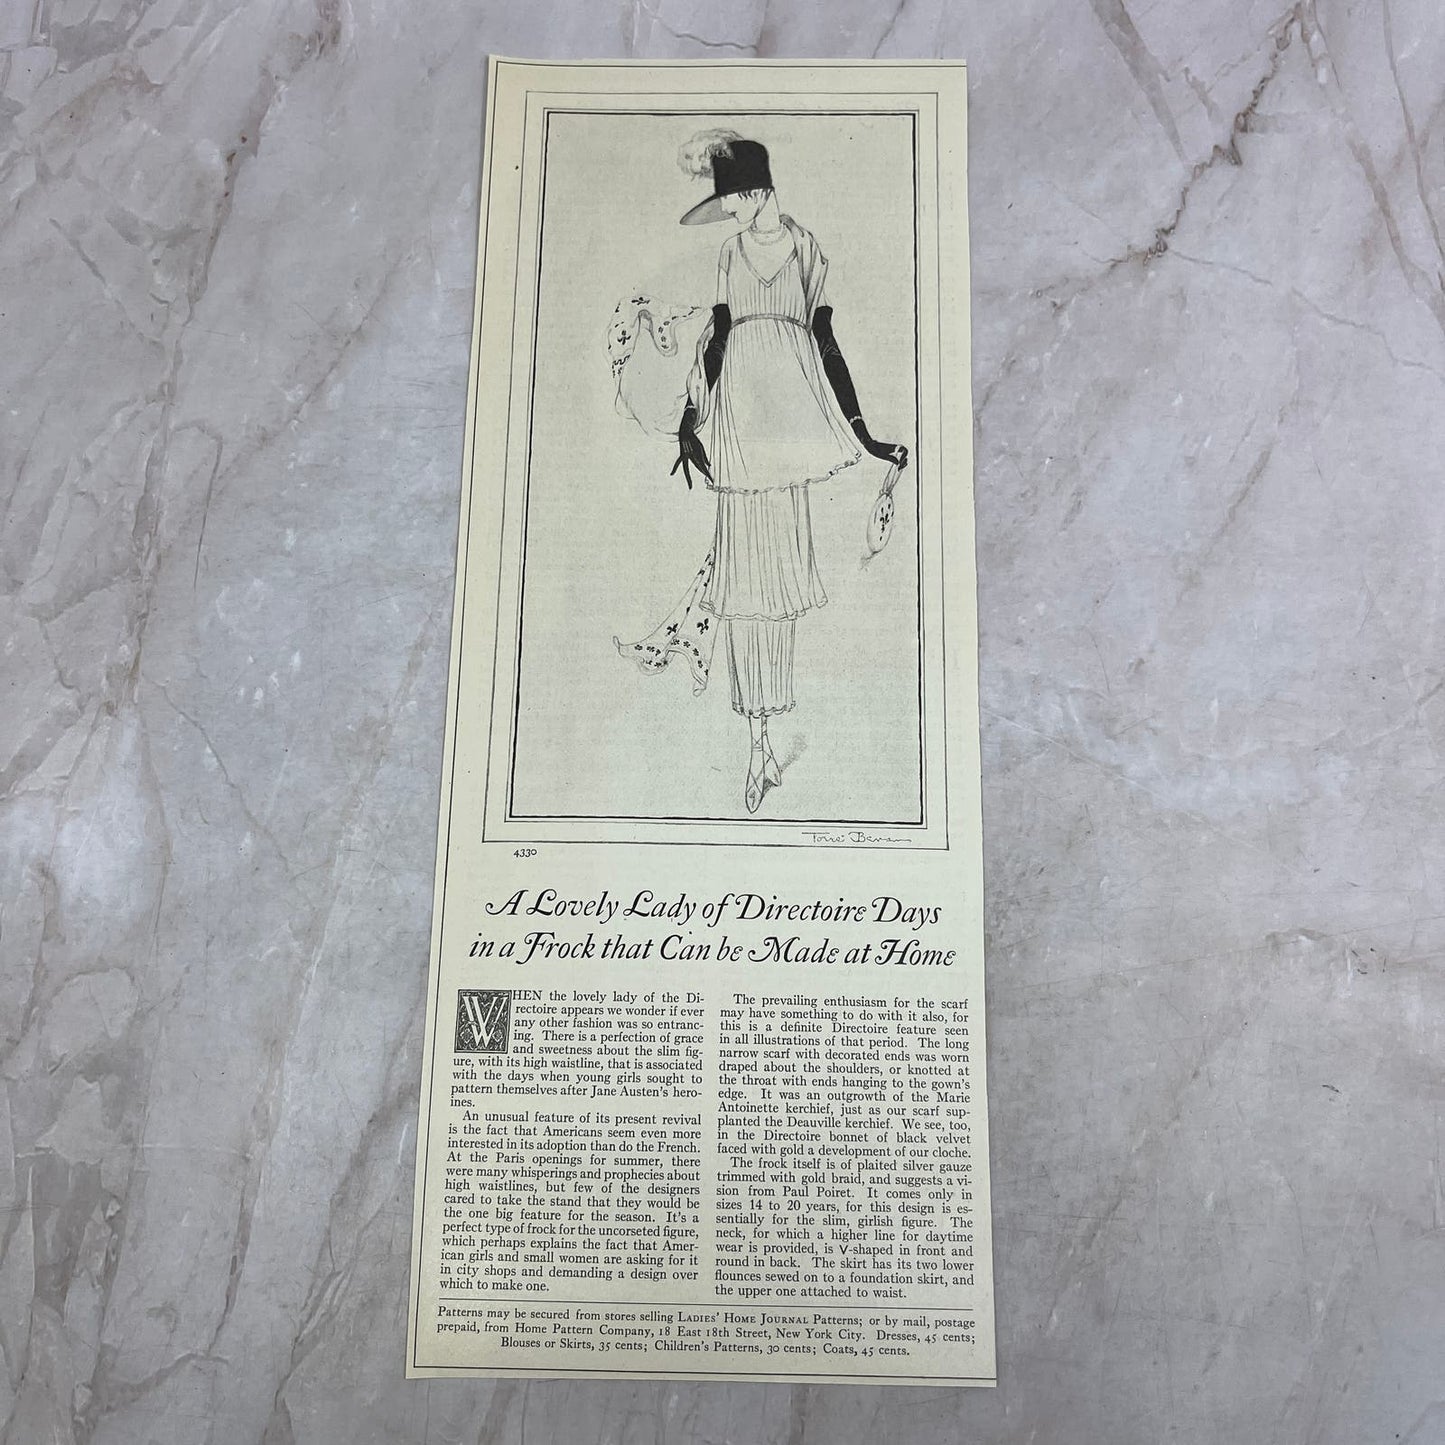 Torré Bevans
4330
A Lovely Lady of Directoire Days
in a Frock that Can be Made at Home
WHEN the lovely lady of the Di-
rectoire appears we wonder if ever
any other fashion was so entranc-
ing. There is a perfection of grace
and sweetness about the slim fig-
ure, with its high waistline, that is associated
with the days when young girls sought to
pattern themselves after Jane Austen's hero-
ines.
An unusual feature of its present revival
is the fact that Americans seem even more
interested in its adoption than do the French.
At the Paris openings for summer, there
were many whisperings and prophecies about
high waistlines, but few of the designers
cared to take the stand that they would be
the one big feature for the season. It's a
perfect type of frock for the uncorseted figure,
which perhaps explains the fact that Amer-
ican girls and small women are asking for it
in city shops and demanding a design over
which to make one.
The prevailing enthusiasm for the scarf
may have something to do with it also, for
this is a definite Directoire feature seen
in all illustrations of that period. The long
narrow scarf with decorated ends was worn
draped about the shoulders, or knotted at
the throat with ends hanging to the gown's
edge. It was an outgrowth of the Marie
Antoinette kerchief, just as our scarf sup-
planted the Deauville kerchief. We see, too,
in the Directoire bonnet of black velvet
faced with gold a development of our cloche.
The frock itself is of plaited silver gauze
trimmed with gold braid, and suggests a vi-
sion from Paul Poiret. It comes only in
sizes 14 to 20 years, for this design is es-
sentially for the slim, girlish figure. The
neck, for which a higher line for daytime
wear is provided, is V-shaped in front and
round in back. The skirt has its two lower
flounces sewed on to a foundation skirt, and
the upper one attached to waist.
Patterns may be secured from stores selling LADIES' HOME JOURNAL Patterns; or by mail, postage
prepaid, from Home Pattern Company, 18 East 18th Street, New York City. Dresses, 45 cents;
Blouses or Skirts, 35 cents; Children's Patterns, 30 cents; Coats, 45 cents.